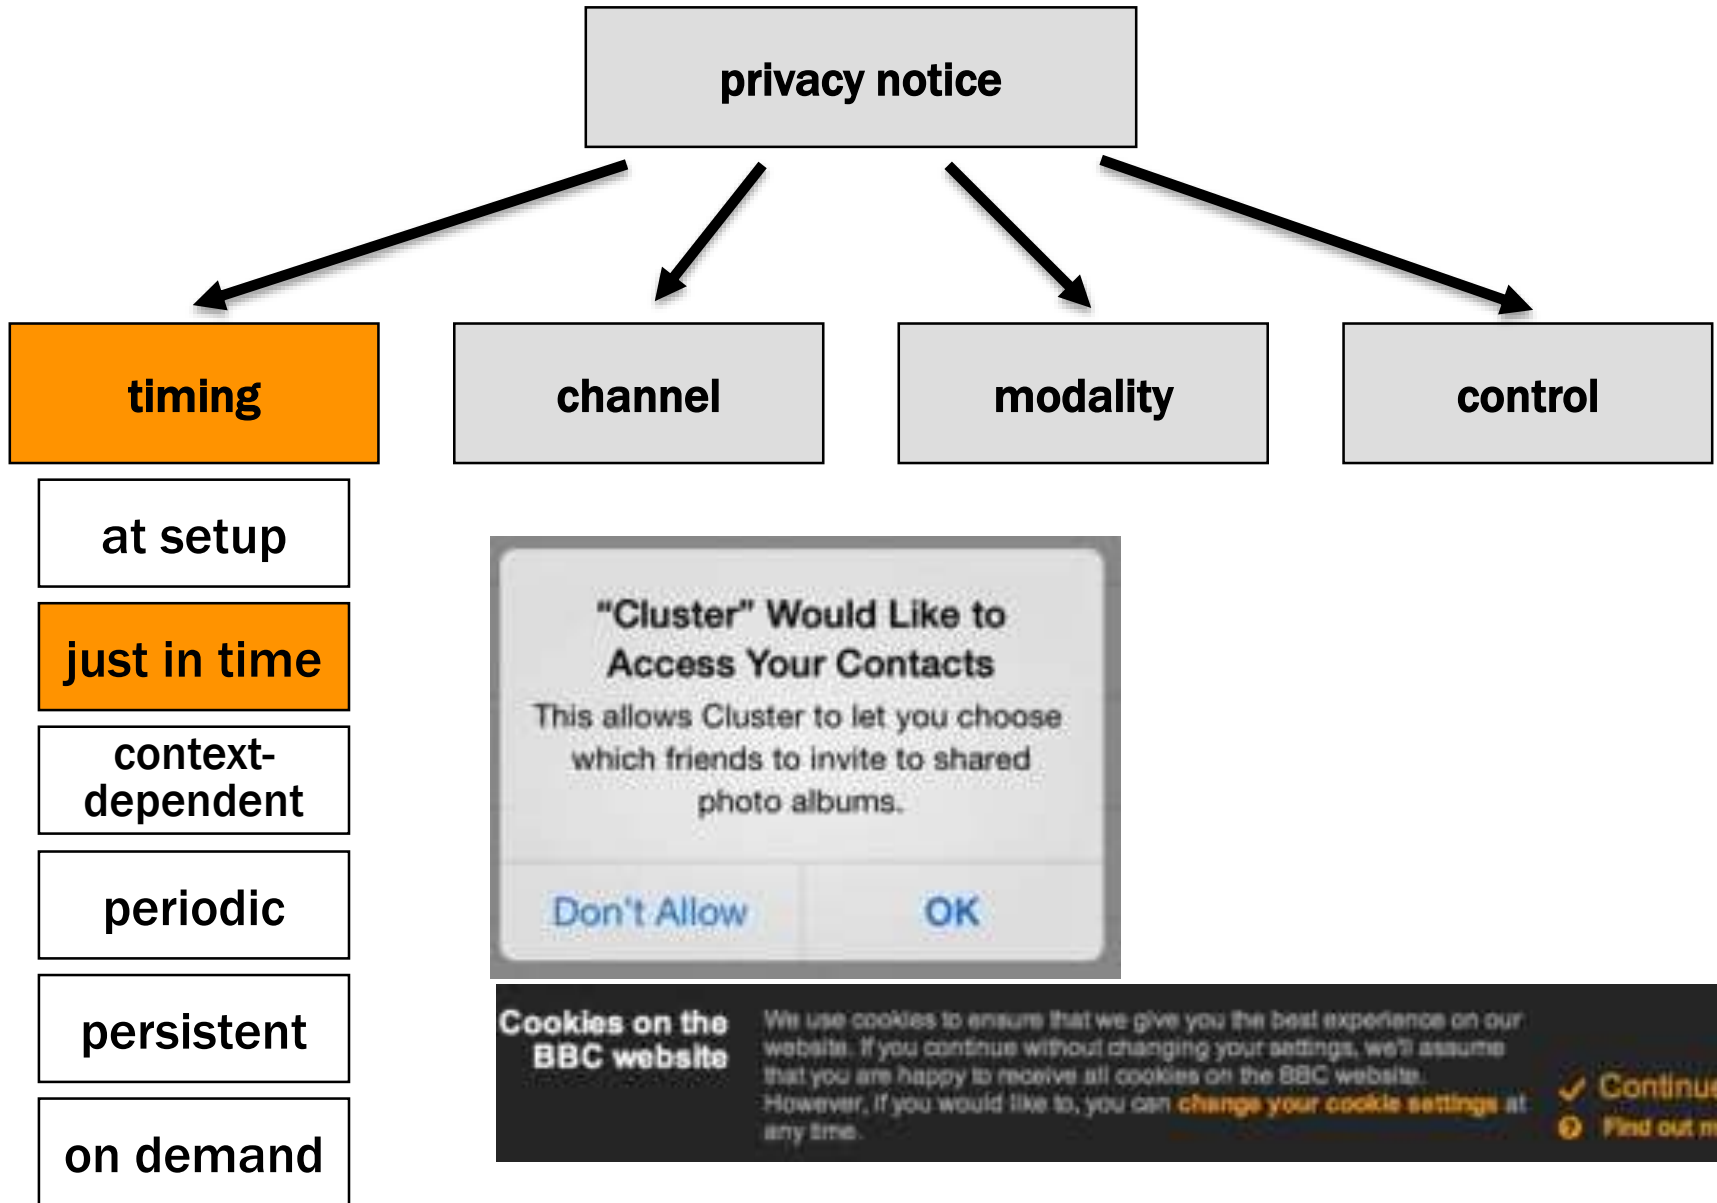 privacy notice
timing
channel
modality
control
at setup
just in time
context-
dependent
periodic
persistent
on demand
"Cluster" Would Like to
Access Your Contacts
This allows Cluster to let you choose
which friends to invite to shared
photo albums.
Don't Allow
OK
Cookies on the
BBC website
We use cookies to ensure that we give you the best experience on our
website. If you continue without changing your settings, we'll assume
that you are happy to receive all cookies on the BBC website.
However, if you would like to, you can change your cookie settings at
any time.
Continue
Find out m